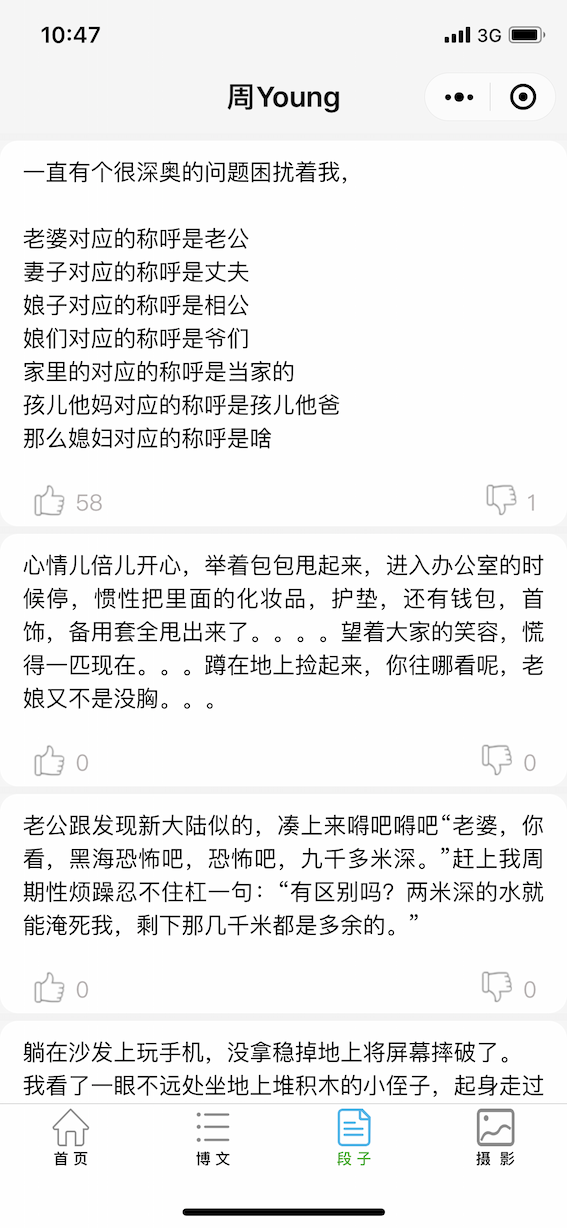 10:47
3G
周Young
一直有个很深奥的问题困扰着我，
老婆对应的称呼是老公
妻子对应的称呼是丈夫
娘子对应的称呼是相公
娘们对应的称呼是爷们
家里的对应的称呼是当家的
孩儿他妈对应的称呼是孩儿他爸
那么媳妇对应的称呼是啥
58
1
心情儿倍儿开心，举着包包甩起来，进入办公室的时
候停，惯性把里面的化妆品，护垫，还有钱包，首
饰，备用套全甩出来了。。。。望着大家的笑容，慌
得一匹现在。。。蹲在地上捡起来，你往哪看呢，老
娘又不是没胸。。。
0
0
老公跟发现新大陆似的，凑上来嘚吧嘚吧“老婆，你
看，黑海恐怖吧，恐怖吧，九千多米深。”赶上我周
期性烦躁忍不住杠一句：“有区别吗？两米深的水就
能淹死我，剩下那几千米都是多余的。”
0
0
躺在沙发上玩手机，没拿稳掉地上将屏幕摔破了。
我看了一眼不远处坐地上堆积木的小侄子，起身走过
首页
博文
段子
摄影